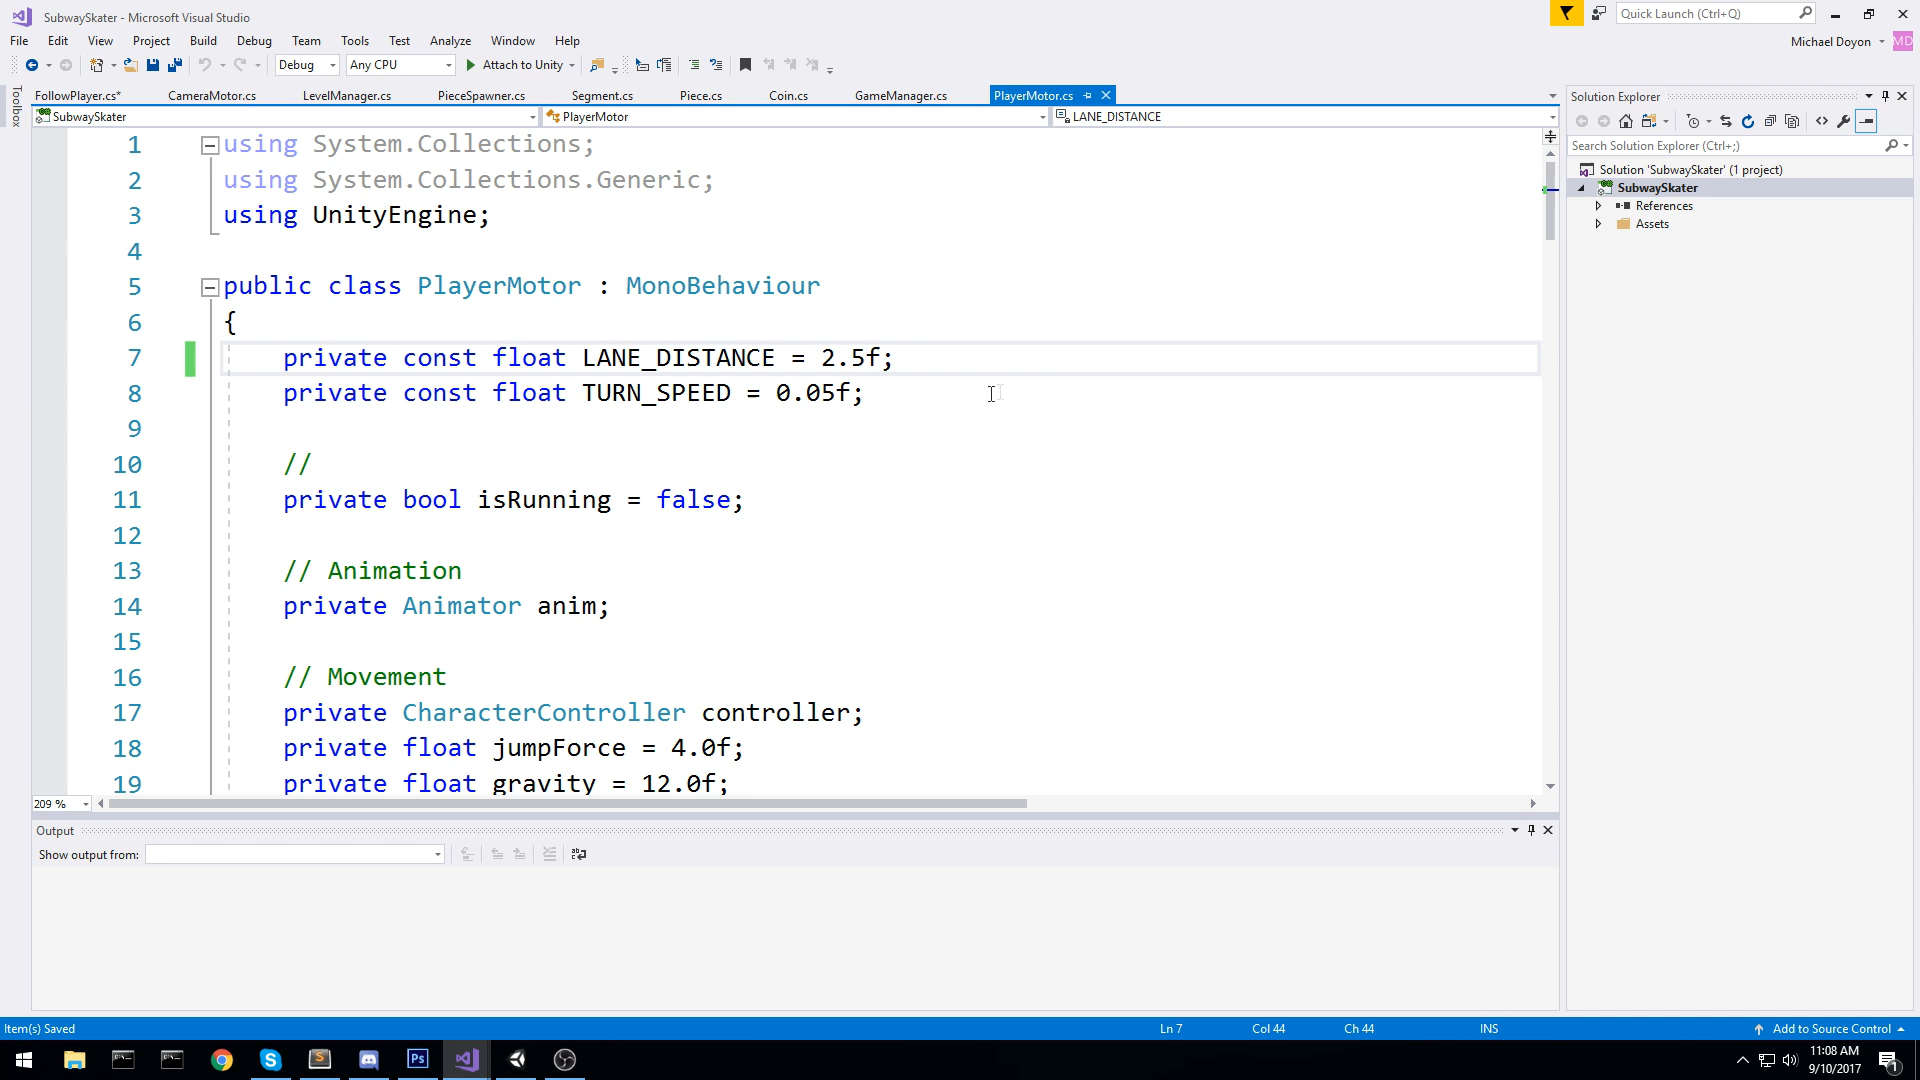 SubwaySkater - Microsoft Visual Studio
Quick Launch (Ctrl+Q)
File Edit View Project Build Debug Team Tools Test Analyze Window Help
Michael Doyon MD
Debug Any CPU Attach to Unity
Toolbox
FollowPlayer.cs* CameraMotor.cs LevelManager.cs PieceSpawner.cs Segment.cs Piece.cs Coin.cs GameManager.cs PlayerMotor.cs
SubwaySkater PlayerMotor LANE_DISTANCE
1 using System.Collections;
2 using System.Collections.Generic;
3 using UnityEngine;
4
5 public class PlayerMotor : MonoBehaviour
6 {
7 private const float LANE_DISTANCE = 2.5f;
8 private const float TURN_SPEED = 0.05f;
9
10 //
11 private bool isRunning = false;
12
13 // Animation
14 private Animator anim;
15
16 // Movement
17 private CharacterController controller;
18 private float jumpForce = 4.0f;
19 private float gravity = 12.0f;
209 %
Output
Show output from:
Solution Explorer
Search Solution Explorer (Ctrl+;)
Solution 'SubwaySkater' (1 project)
SubwaySkater
References
Assets
Item(s) Saved Ln 7 Col 44 Ch 44 INS Add to Source Control
Ps
11:08 AM
9/10/2017
1